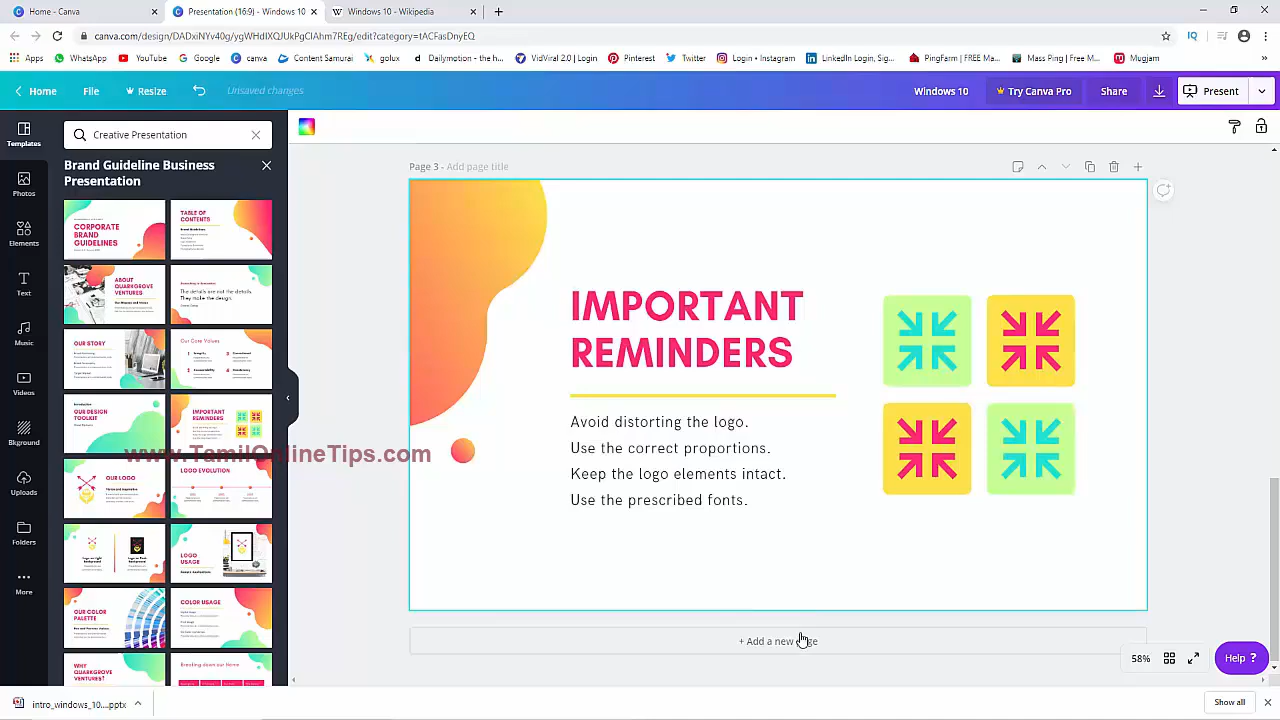 Home - Canva
Presentation (16:9) - Windows 10
Windows 10 - Wikipedia
canva.com/design/DADxiNYv40g/ygWHdIXQJUkPgCIAhm7REg/edit?category=tACFasDnyEQ
IQ
Apps WhatsApp YouTube Google canva Content Samurai golux Dailymotion - the h... VidViral 2.0 | Login Pinterest Twitter Login • Instagram LinkedIn Login, Sig... PingFarm | FREE Ma... Mass Ping | Free M... Mugjam
Home File Resize Unsaved changes Windows 10 Try Canva Pro Share Present
Templates
Photos
Elements
Text
Music
Videos
Bkground
Uploads
Folders
More
Creative Presentation
Brand Guideline Business
Presentation
CORPORATE
BRAND
GUIDELINES
TABLE OF
CONTENTS
ABOUT
QUARKGROVE
VENTURES
The details are not the details.
They make the design.
OUR STORY
Our Core Values
OUR DESIGN
TOOLKIT
IMPORTANT
REMINDERS
OUR LOGO
LOGO EVOLUTION
LOGO
USAGE
OUR COLOR
PALETTE
COLOR USAGE
WHY
QUARKGROVE
VENTURES?
Breaking down our theme
Page 3 - Add page title
IMPORTANT
REMINDERS
Avoid distorting the logo.
Use the correct proportions.
Keep the logo elements intact.
Use the prescribed fonts.
www.TamilOnlineTips.com
+ Add a new page
Help ?
intro_windows_10....pptx
Show all